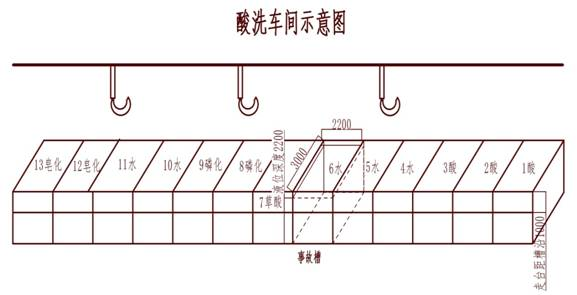 酸洗车间示意图
2200
13皂化
12皂化
11水
10水
9磷化
8磷化
液位深度2200
3000
6水
5水
4水
3酸
2酸
1酸
7草酸
走台距槽沿1000
事故槽